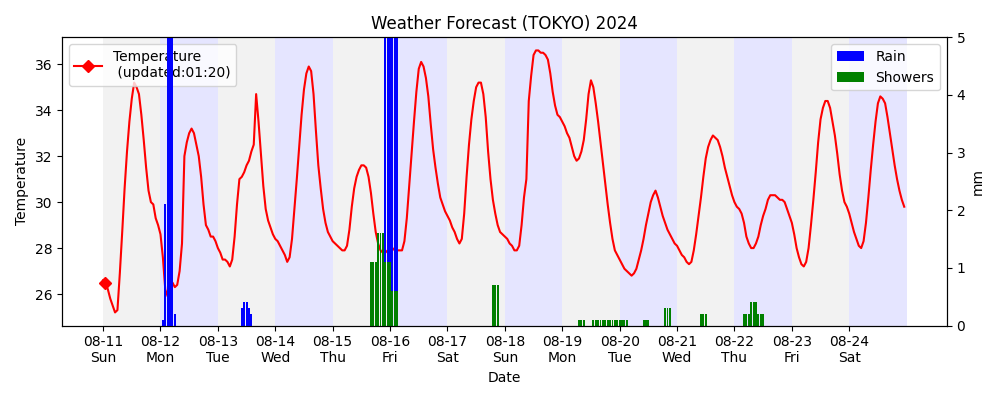 Weather Forecast (TOKYO) 2024
Temperature
(updated:01:20)
Rain
Showers
Temperature
36
34
32
30
28
26
5
4
3
2
1
0
mm
08-11 08-12 08-13 08-14 08-15 08-16 08-17 08-18 08-19 08-20 08-21 08-22 08-23 08-24
Sun Mon Tue Wed Thu Fri Sat Sun Mon Tue Wed Thu Fri Sat
Date